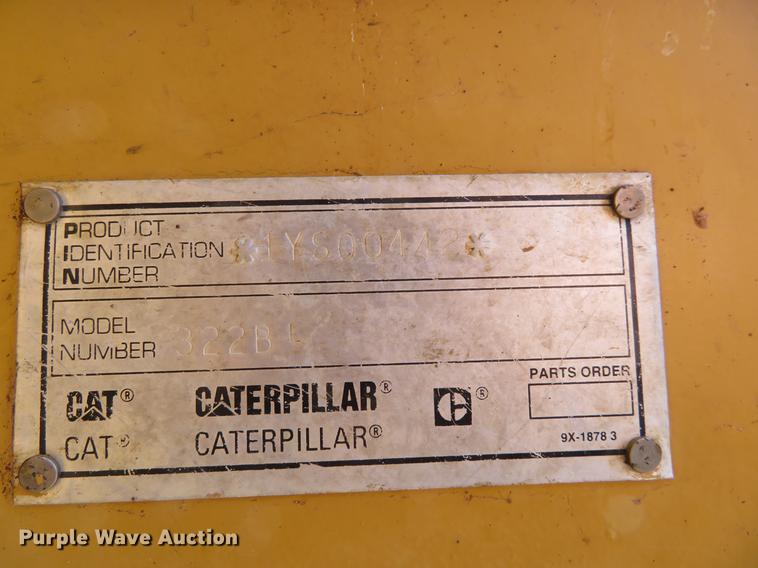 PRODUCT
IDENTIFICATION *1YS00442*
NUMBER
MODEL
NUMBER 322B L
PARTS ORDER
CAT® CATERPILLAR® C®
CAT® CATERPILLAR®
9X-1878 3
Purple Wave Auction